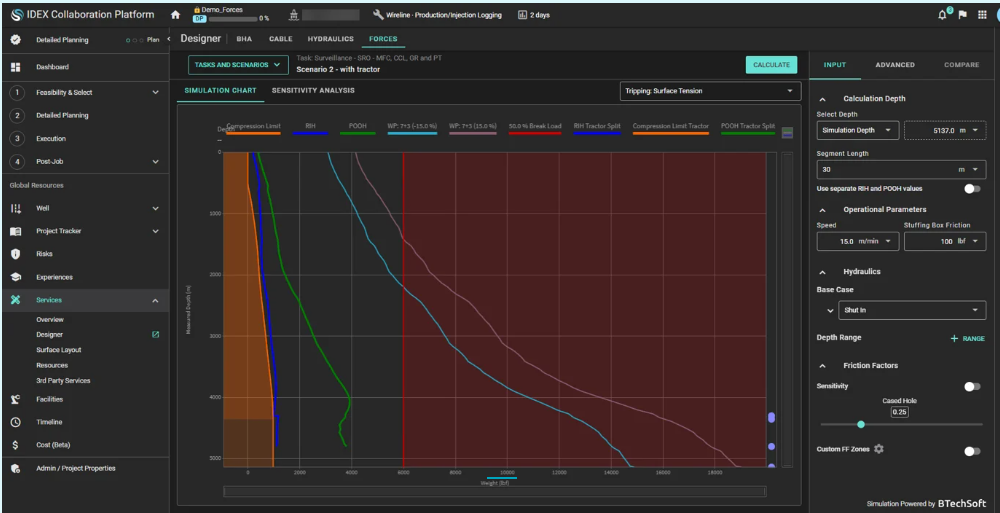 IDEX Collaboration Platform
Demo_Forces
DP 0 %
Wireline - Production/Injection Logging
2 days
Detailed Planning
Plan
Dashboard
1 Feasibility & Select
2 Detailed Planning
3 Execution
4 Post-Job
Global Resources
Well
Project Tracker
Risks
Experiences
Services
Overview
Designer
Surface Layout
Resources
3rd Party Services
Facilities
Timeline
$ Cost (Beta)
Admin / Project Properties
Designer BHA CABLE HYDRAULICS FORCES
TASKS AND SCENARIOS
Task: Surveillance - SRO - MFC, CCL, GR and PT
Scenario 2 - with tractor
CALCULATE
SIMULATION CHART SENSITIVITY ANALYSIS
Tripping: Surface Tension
Depth
Compression Limit RIH POOH WP: 7*3 (-15.0 %) WP: 7*3 (15.0 %) 50.0 % Break Load RIH Tractor Split Compression Limit Tractor POOH Tractor Split
0
1000
2000
3000
4000
5000
Measured Depth [m]
0 2000 4000 6000 8000 10000 12000 14000 16000 18000
Weight [lbf]
INPUT ADVANCED COMPARE
Calculation Depth
Select Depth
Simulation Depth 5137.0 m
Segment Length
30 m
Use separate RIH and POOH values
Operational Parameters
Speed Stuffing Box Friction
15.0 m/min 100 lbf
Hydraulics
Base Case
Shut In
Depth Range + RANGE
Friction Factors
Sensitivity
Cased Hole
0.25
Custom FF Zones
Simulation Powered by BTechSoft